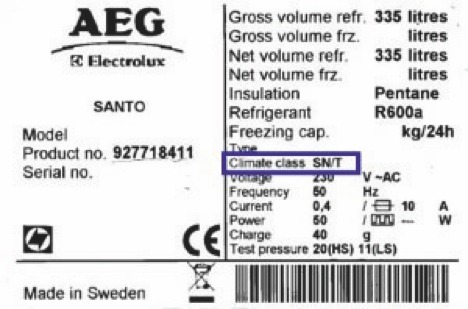 AEG
Electrolux
SANTO
Model
Product no. 927718411
Serial no.
Gross volume refr. 335 litres
Gross volume frz. litres
Net volume refr. 335 litres
Net volume frz. litres
Insulation Pentane
Refrigerant R600a
Freezing cap. kg/24h
Type
Climate class SN/T
Voltage 230 V ~AC
Frequency 50 Hz
Current 0,4 / 10 A
Power 50 / --- W
Charge 40 g
Test pressure 20(HS) 11(LS)
CE
Made in Sweden